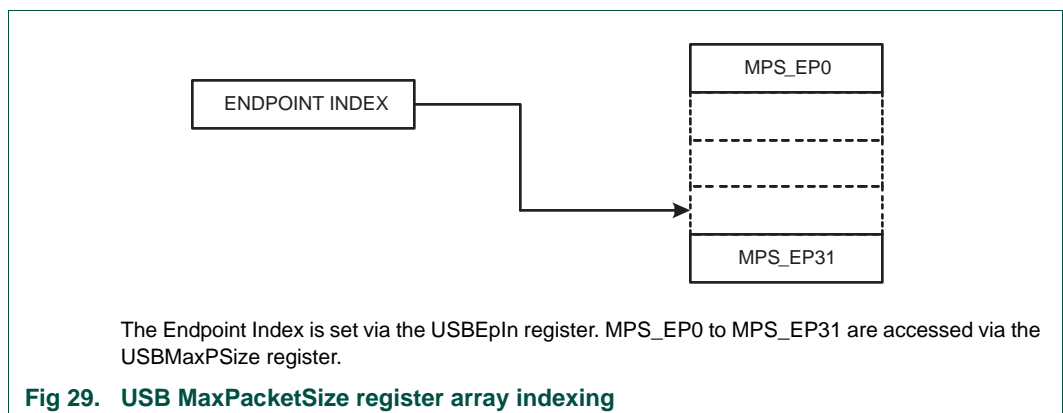 MPS_EP0
ENDPOINT INDEX
MPS_EP31
The Endpoint Index is set via the USBEpIn register. MPS_EP0 to MPS_EP31 are accessed via the
USBMaxPSize register.
Fig 29. USB MaxPacketSize register array indexing